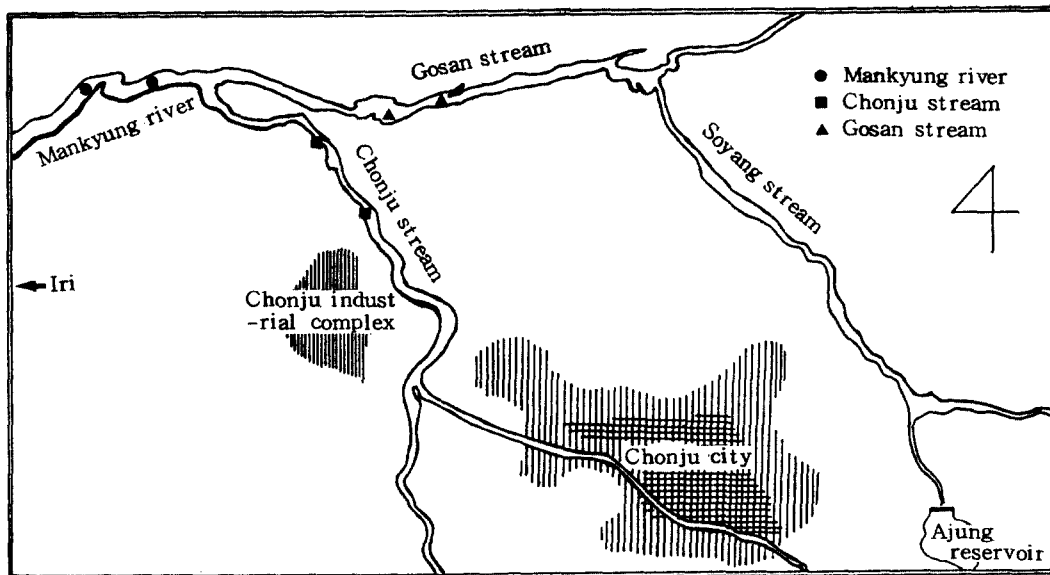 Gosan stream
Mankyung river
Chonju stream
Gosan stream
Mankyung river
Chonju stream
Soyang stream
Iri
Chonju indust
-rial complex
Chonju city
Ajung
reservoir